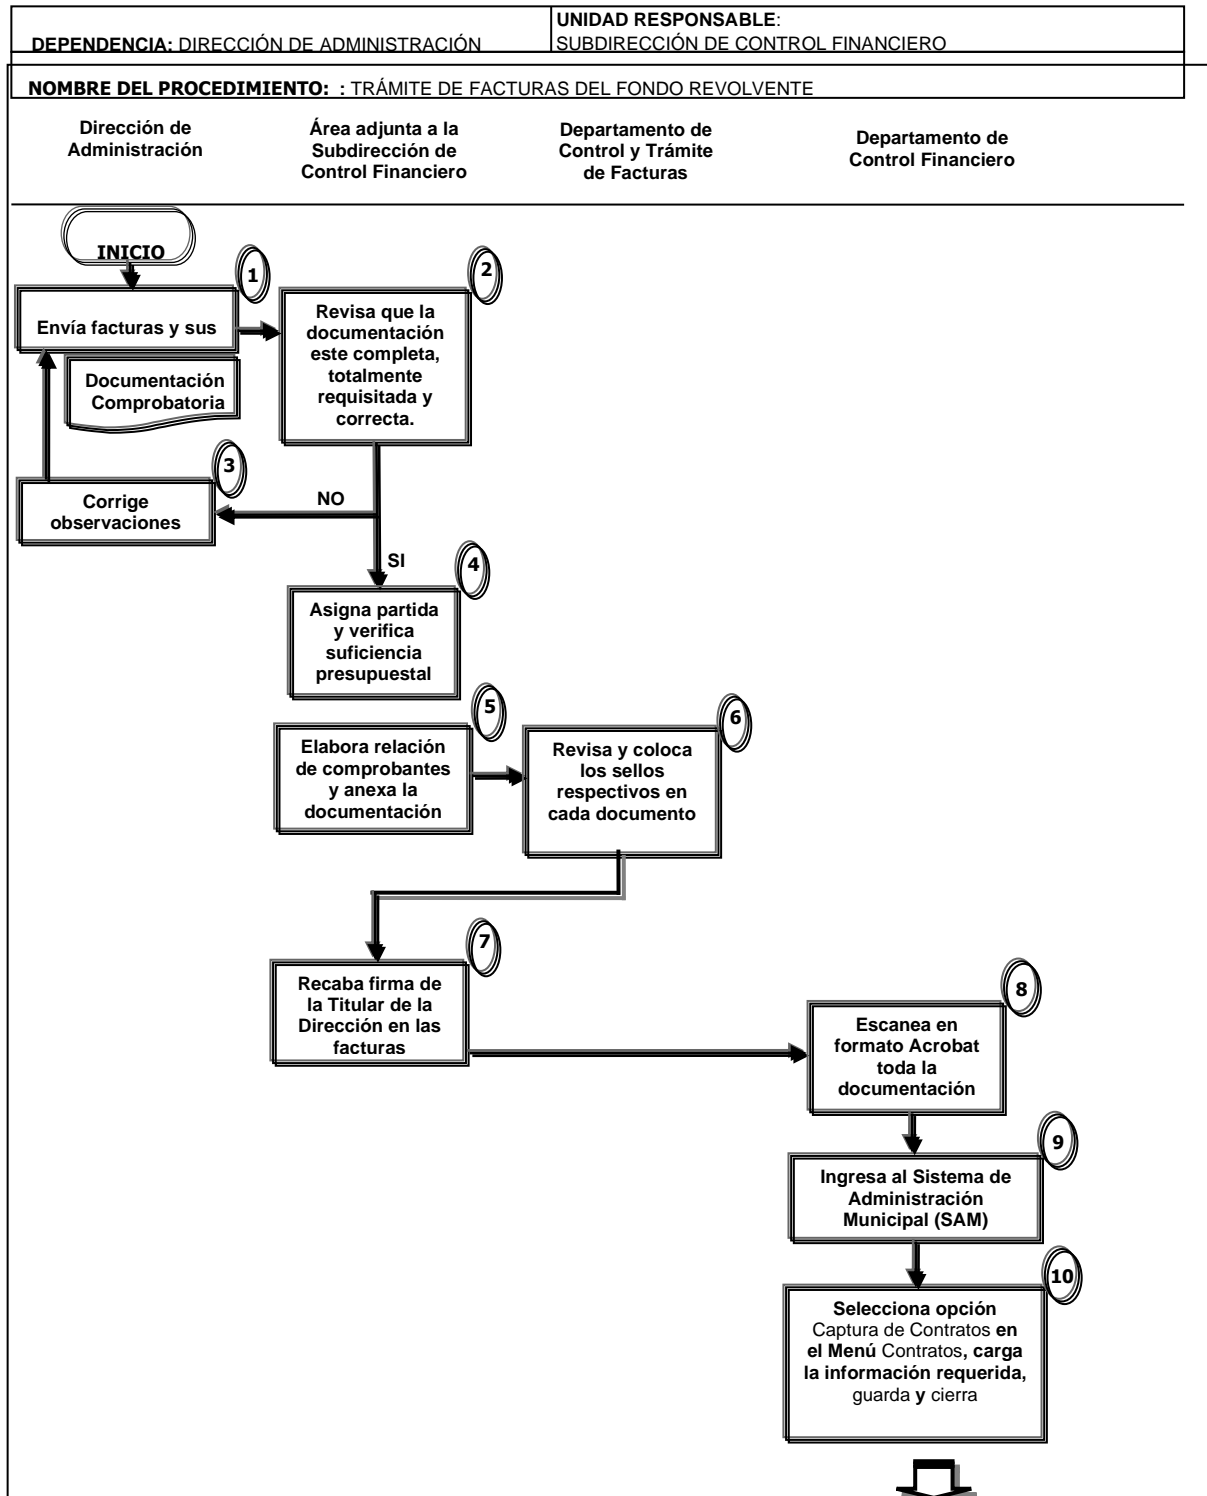 UNIDAD RESPONSABLE:
DEPENDENCIA: DIRECCIÓN DE ADMINISTRACIÓN
SUBDIRECCIÓN DE CONTROL FINANCIERO
NOMBRE DEL PROCEDIMIENTO: : TRÁMITE DE FACTURAS DEL FONDO REVOLVENTE
Dirección de
Administración
Área adjunta a la
Subdirección de
Control Financiero
Departamento de
Control y Trámite
de Facturas
Departamento de
Control Financiero
INICIO
1
Envía facturas y sus
Documentación
Comprobatoria
2
Revisa que la
documentación
este completa,
totalmente
requisitada y
correcta.
3
Corrige
observaciones
NO
SI
4
Asigna partida
y verifica
suficiencia
presupuestal
5
Elabora relación
de comprobantes
y anexa la
documentación
6
Revisa y coloca
los sellos
respectivos en
cada documento
7
Recaba firma de
la Titular de la
Dirección en las
facturas
8
Escanea en
formato Acrobat
toda la
documentación
9
Ingresa al Sistema de
Administración
Municipal (SAM)
10
Selecciona opción
Captura de Contratos en
el Menú Contratos, carga
la información requerida,
guarda y cierra